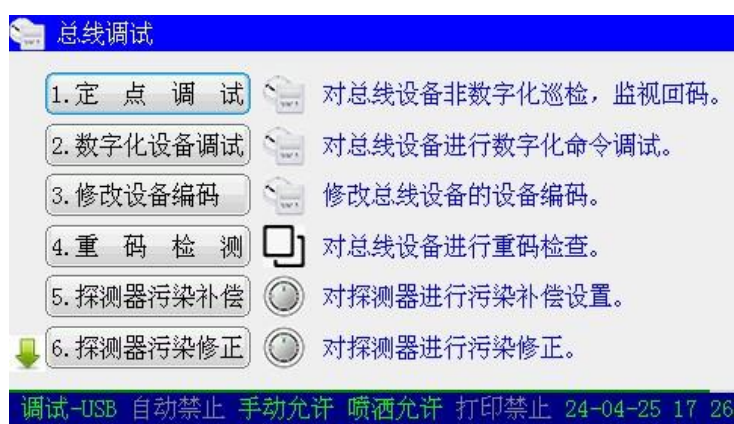 总线调试
1.定 点 调 试 对总线设备非数字化巡检，监视回码。
2.数字化设备调试 对总线设备进行数字化命令调试。
3.修改设备编码 修改总线设备的设备编码。
4.重 码 检 测 对总线设备进行重码检查。
5.探测器污染补偿 对探测器进行污染补偿设置。
6.探测器污染修正 对探测器进行污染修正。
调试-USB 自动禁止 手动允许 喷洒允许 打印禁止 24-04-25 17 26